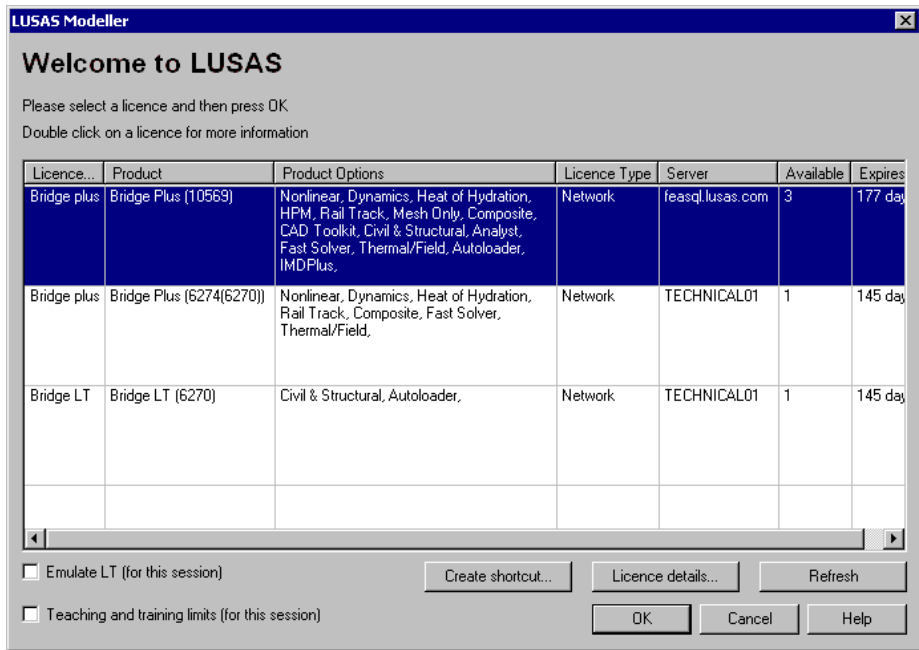 LUSAS Modeller
Welcome to LUSAS
Please select a licence and then press OK
Double click on a licence for more information
Licence... Product Product Options Licence Type Server Available Expires
Bridge plus Bridge Plus (10569) Nonlinear, Dynamics, Heat of Hydration, Network feasql.lusas.com 3 177 day
HPM, Rail Track, Mesh Only, Composite,
CAD Toolkit, Civil & Structural, Analyst,
Fast Solver, Thermal/Field, Autoloader,
IMDPlus,
Bridge plus Bridge Plus (6274(6270)) Nonlinear, Dynamics, Heat of Hydration, Network TECHNICAL01 1 145 day
Rail Track, Composite, Fast Solver,
Thermal/Field,
Bridge LT Bridge LT (6270) Civil & Structural, Autoloader, Network TECHNICAL01 1 145 day
Emulate LT (for this session) Create shortcut... Licence details... Refresh
Teaching and training limits (for this session) OK Cancel Help